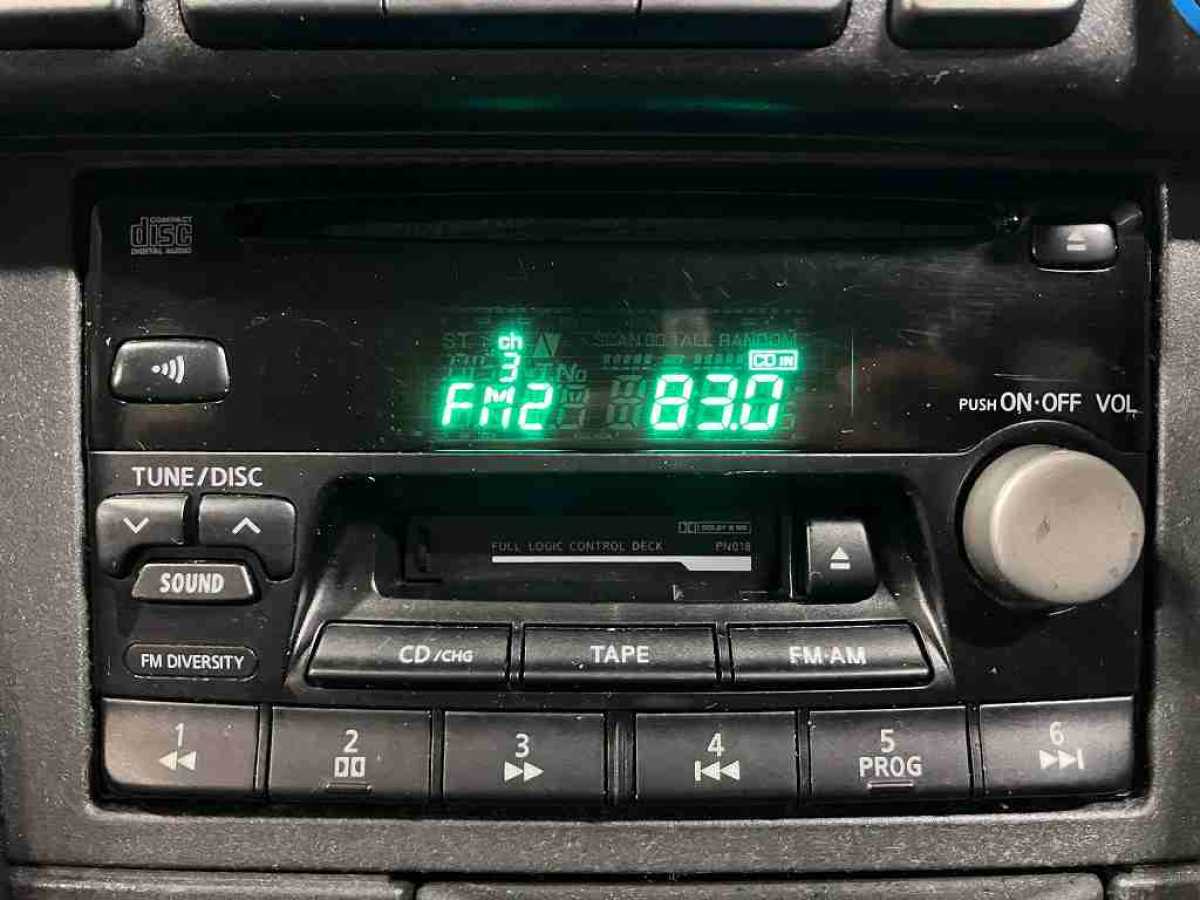 COMPACT
disc
DIGITAL AUDIO
ST
ch
SCAN
ALL RANDOM
3
CD IN
FM2
83.0
PUSH ON·OFF VOL
TUNE/DISC
SOUND
FM DIVERSITY
DOLBY B NR
FULL LOGIC CONTROL DECK
PN018
CD/CHG
TAPE
FM·AM
1
2
3
4
5
PROG
6